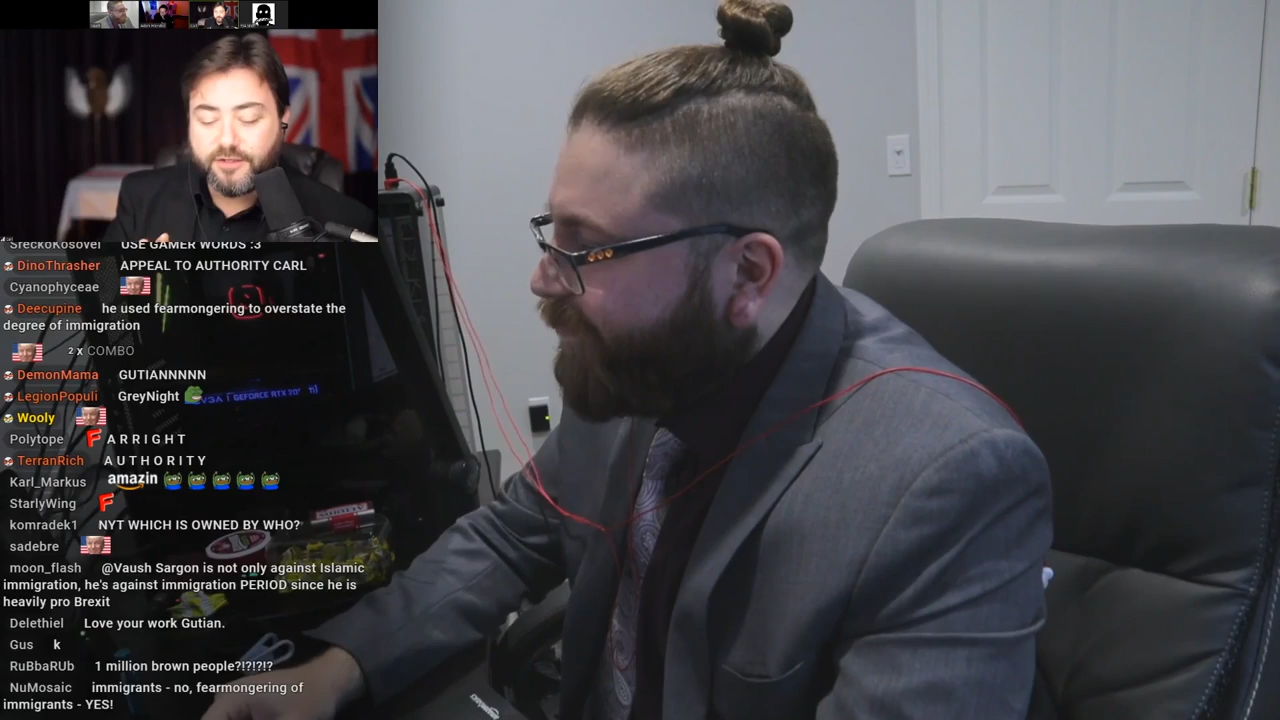 SreckoKosovel USE GAMER WORDS :3
DinoThrasher APPEAL TO AUTHORITY CARL
Cyanophyceae
Deecupine he used fearmongering to overstate the
degree of immigration
2 x COMBO
DemonMama GUTIANNNNN
LegionPopuli GreyNight
GEFORCE RTX 20
Wooly
Polytope F A R R I G H T
TerranRich A U T H O R I T Y
Karl_Markus amazin
StarlyWing F
komradek1 NYT WHICH IS OWNED BY WHO?
sadebre
moon_flash @Vaush Sargon is not only against Islamic
immigration, he's against immigration PERIOD since he is
heavily pro Brexit
Delethiel Love your work Gutian.
Gus k
RuBbaRUb 1 million brown people?!?!?!?
NuMosaic immigrants - no, fearmongering of
immigrants - YES!